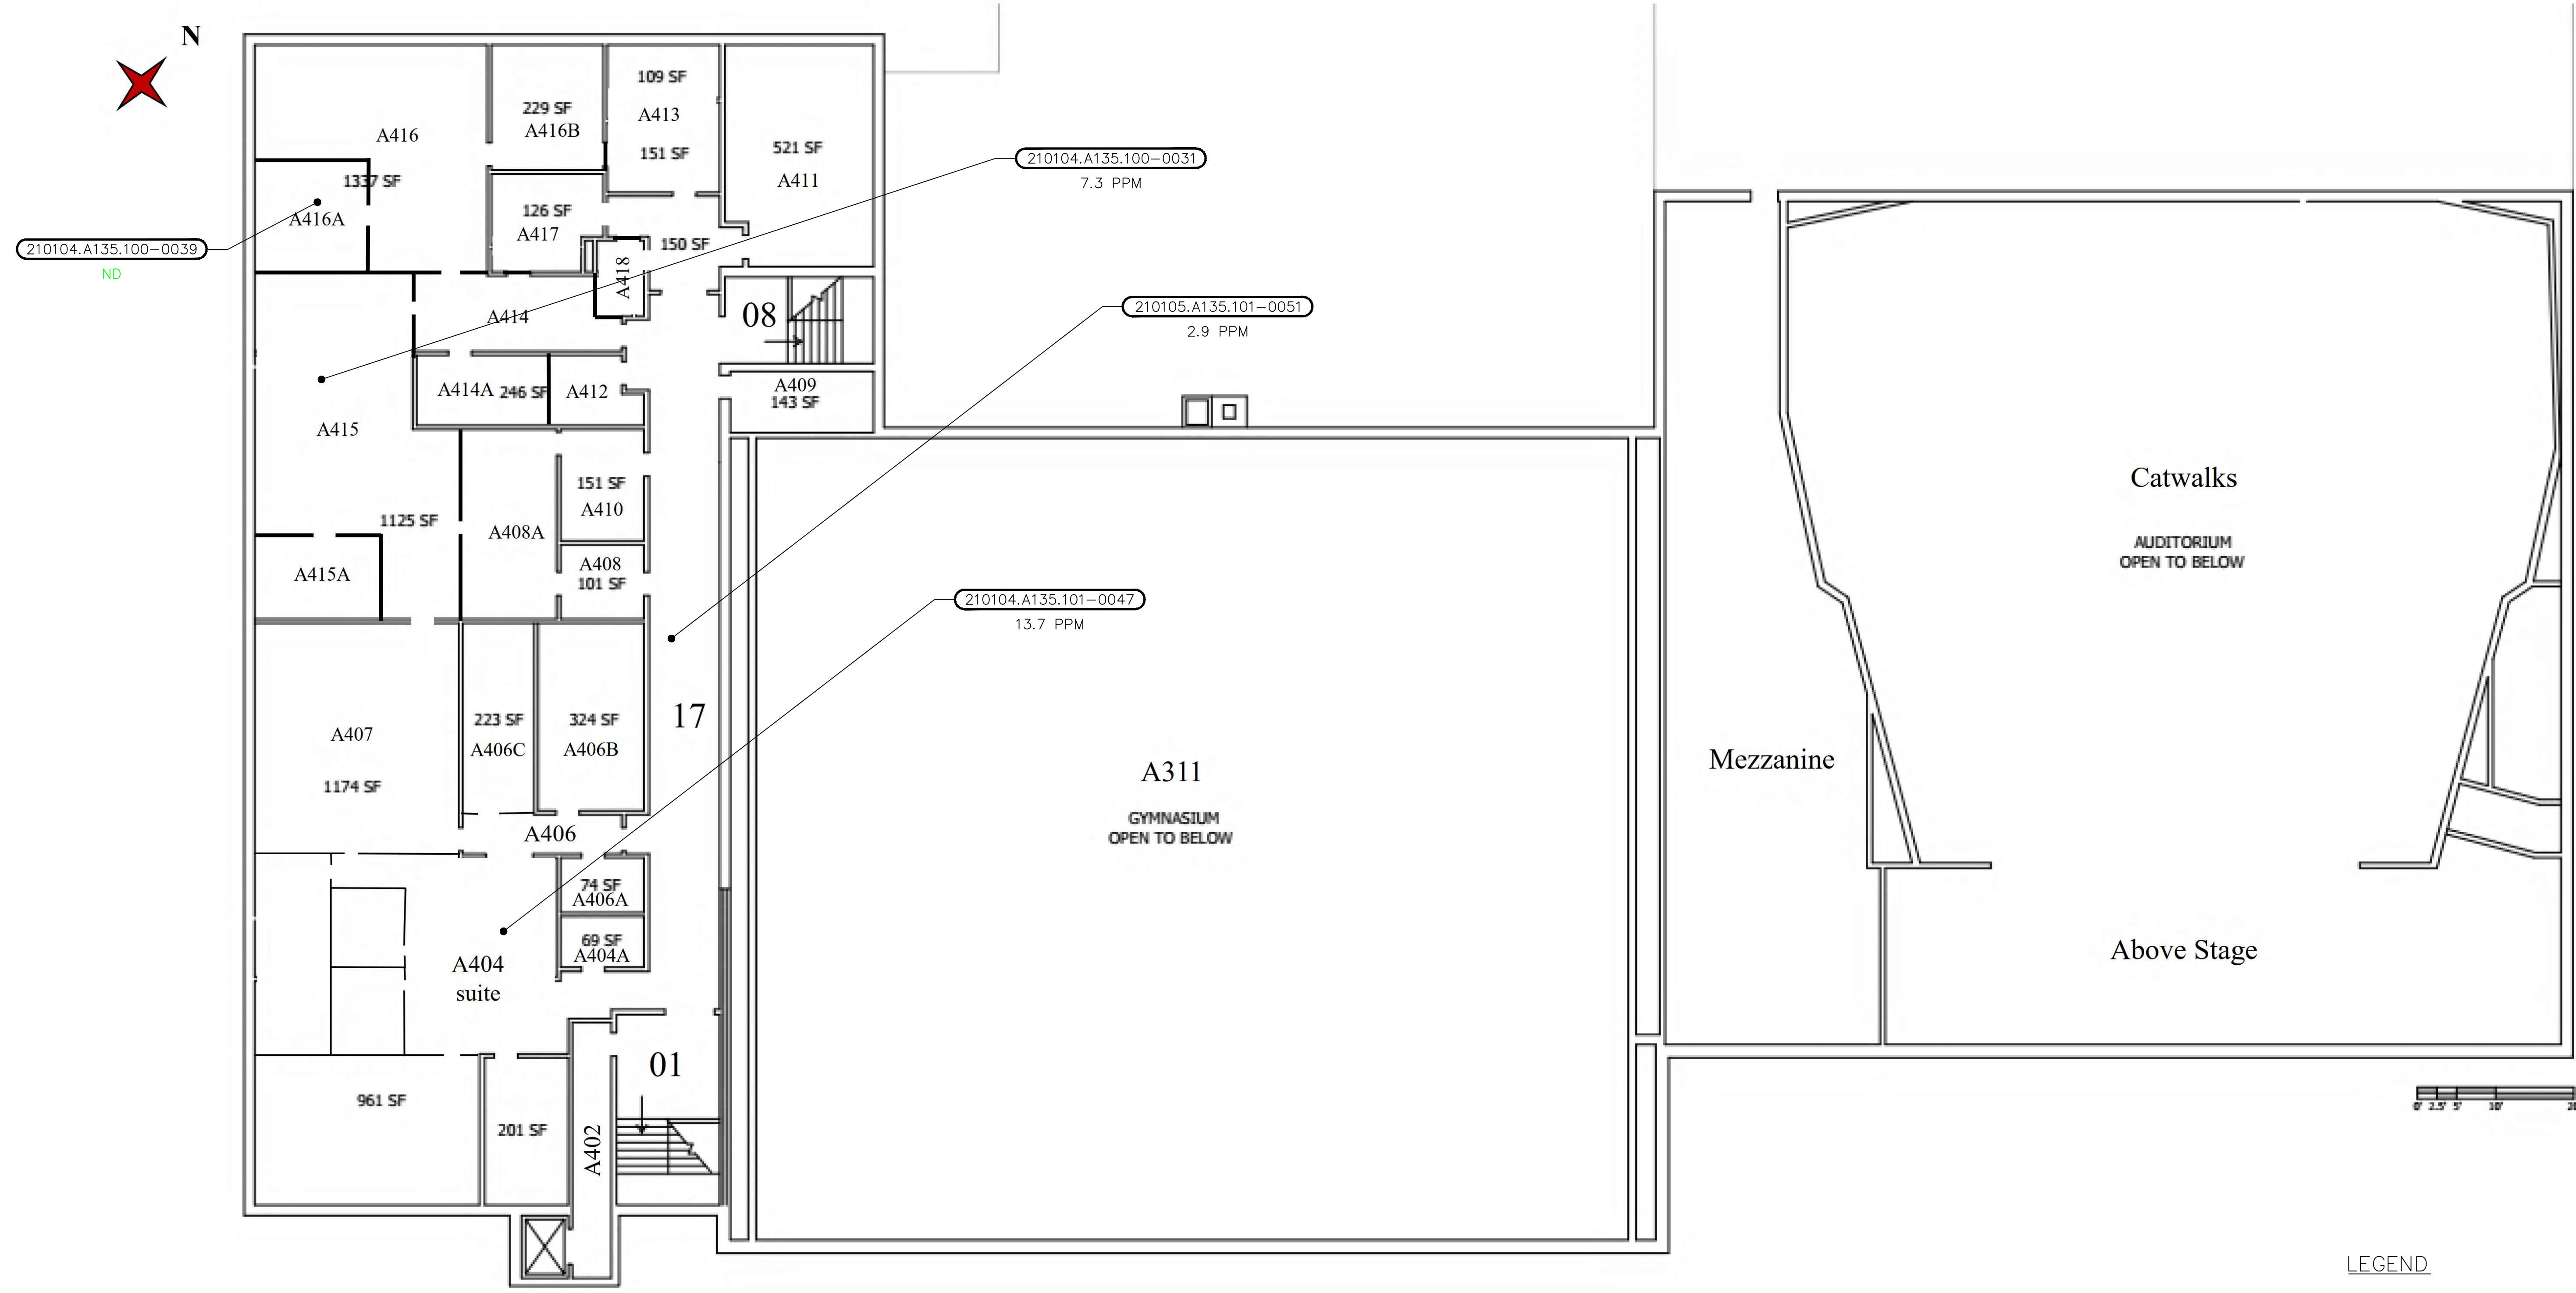 N
109 SF
A413
151 SF
229 SF
A416B
A416
1337 SF
A416A
521 SF
A411
210104.A135.100-0031
7.3 PPM
126 SF
A417
150 SF
A418
210104.A135.100-0039
ND
08
A414
210105.A135.101-0051
2.9 PPM
A414A 246 SF
A412
A409
143 SF
A415
151 SF
A410
1125 SF
A408A
A408
101 SF
A415A
Catwalks
AUDITORIUM
OPEN TO BELOW
210104.A135.101-0047
13.7 PPM
17
223 SF
A406C
324 SF
A406B
A407
1174 SF
A406
A311
GYMNASIUM
OPEN TO BELOW
Mezzanine
74 SF
A406A
69 SF
A404A
A404
suite
Above Stage
01
961 SF
201 SF
A402
0' 2.5' 5' 10'
LEGEND